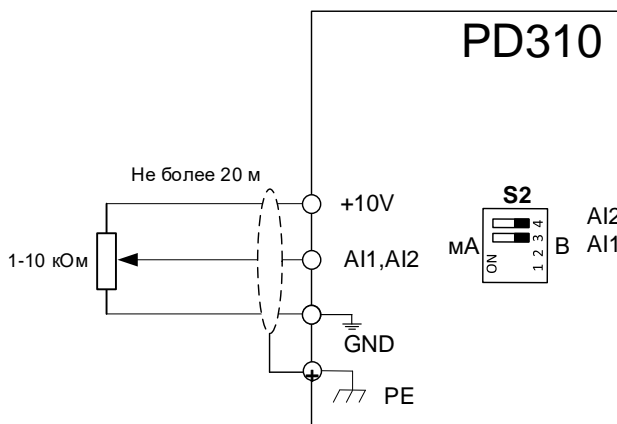 PD310
Не более 20 м
+10V
S2
1-10 кОм
AI1,AI2
мА
ON
1 2 3 4
В
AI2
AI1
GND
PE